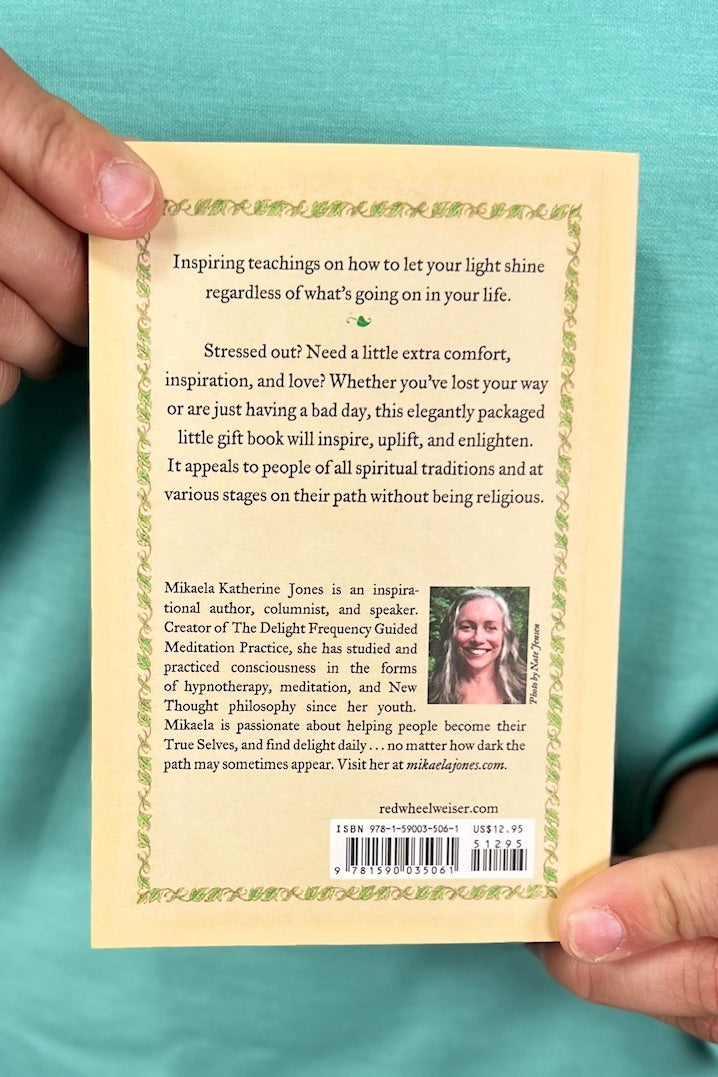 Inspiring teachings on how to let your light shine
regardless of what's going on in your life.
Stressed out? Need a little extra comfort,
inspiration, and love? Whether you've lost your way
or are just having a bad day, this elegantly packaged
little gift book will inspire, uplift, and enlighten.
It appeals to people of all spiritual traditions and at
various stages on their path without being religious.
Mikaela Katherine Jones is an inspira-
tional author, columnist, and speaker.
Creator of The Delight Frequency Guided
Meditation Practice, she has studied and
practiced consciousness in the forms
of hypnotherapy, meditation, and New
Thought philosophy since her youth.
Mikaela is passionate about helping people become their
True Selves, and find delight daily . . . no matter how dark the
path may sometimes appear. Visit her at mikaelajones.com.
Photo by Nate Jensen
redwheelweiser.com
ISBN 978-1-59003-506-1 US$12.95
51295
9 781590 035061